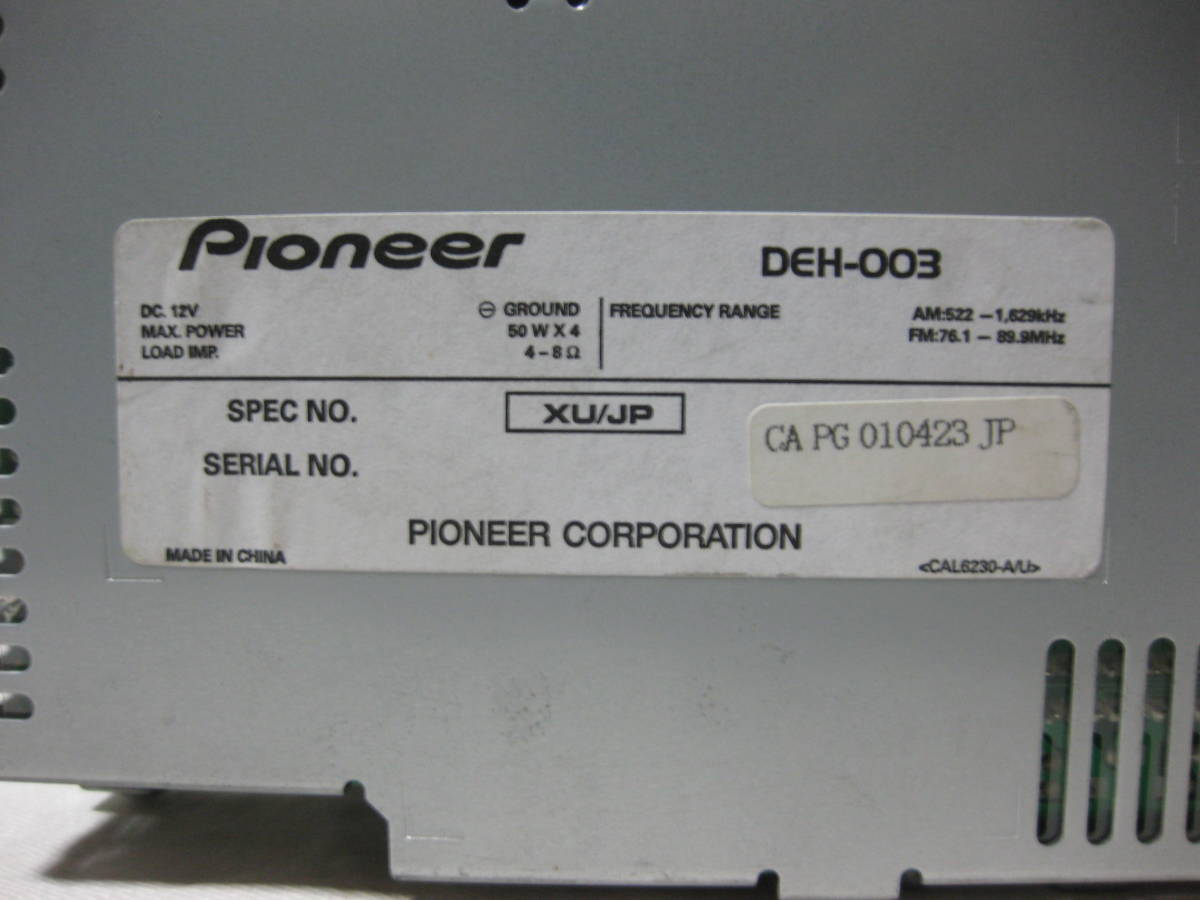 Pioneer
DEH-003
DC. 12V ⊖ GROUND
MAX. POWER 50 W X 4
LOAD IMP. 4 – 8 Ω
FREQUENCY RANGE AM:522 – 1,629kHz
FM:76.1 – 89.9MHz
SPEC NO. XU/JP
SERIAL NO.
CA PG 010423 JP
PIONEER CORPORATION
MADE IN CHINA
<CAL6230-A/U>